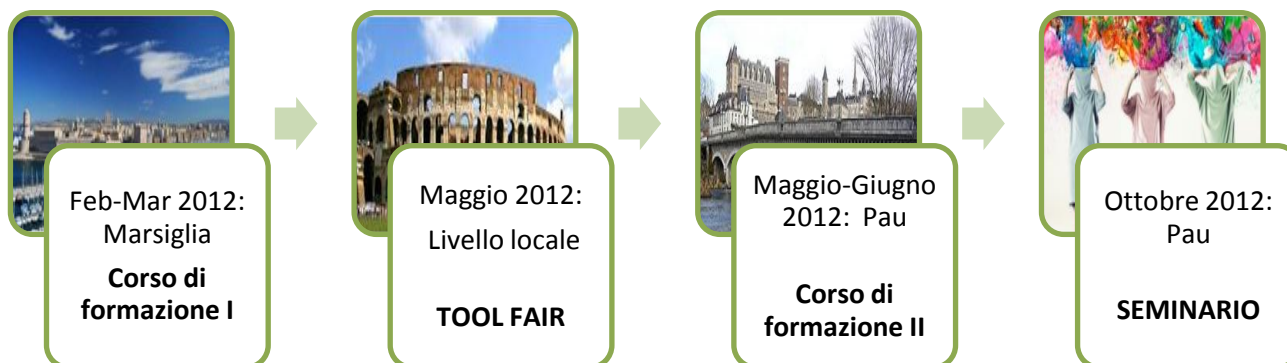 Feb-Mar 2012:
Marsiglia
Corso di
formazione I
Maggio 2012:
Livello locale
TOOL FAIR
Maggio-Giugno
2012: Pau
Corso di
formazione II
Ottobre 2012:
Pau
SEMINARIO